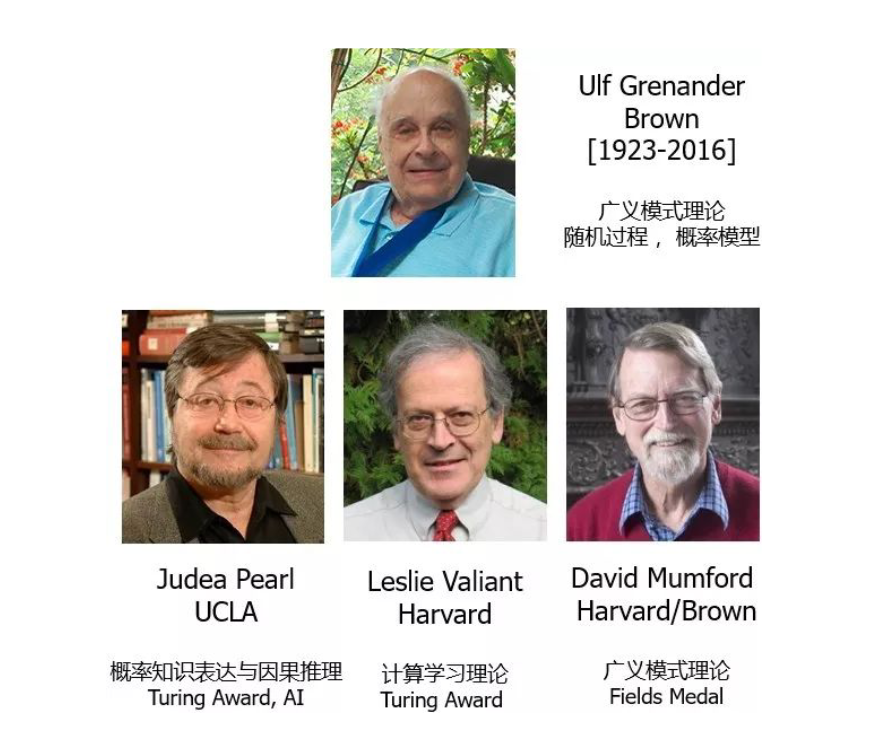 Ulf Grenander
Brown
[1923-2016]
广义模式理论
随机过程 ，概率模型
Judea Pearl
UCLA
概率知识表达与因果推理
Turing Award, AI
Leslie Valiant
Harvard
计算学习理论
Turing Award
David Mumford
Harvard/Brown
广义模式理论
Fields Medal